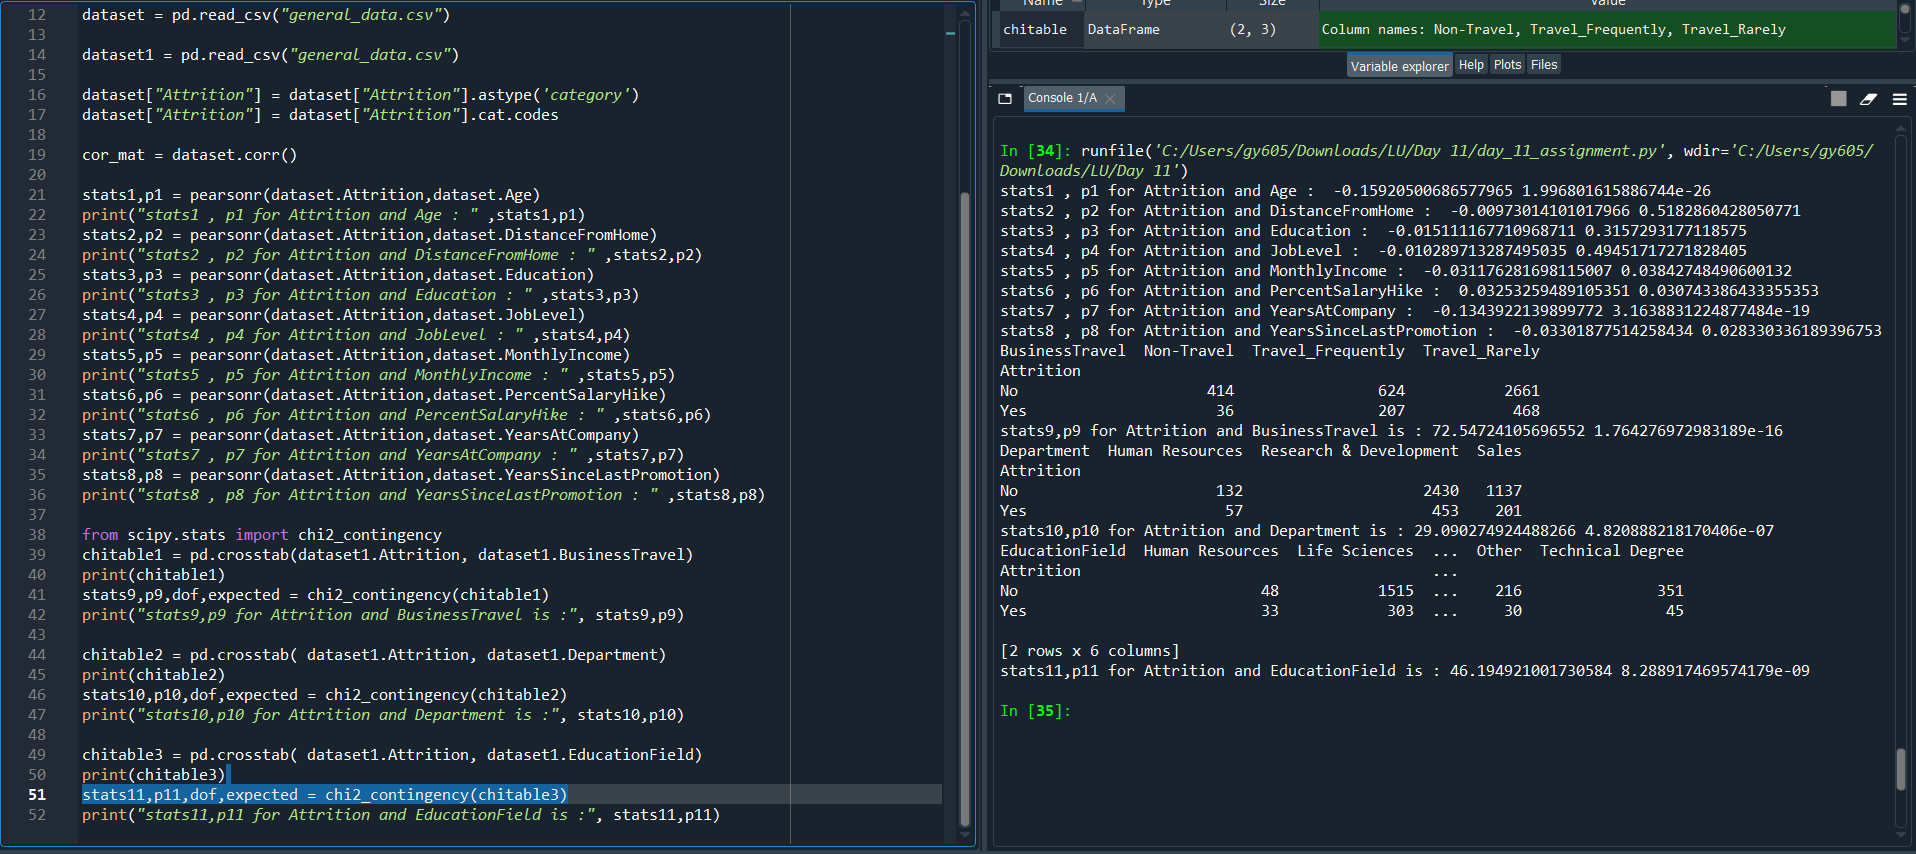 12 dataset = pd.read_csv("general_data.csv")
13
14 dataset1 = pd.read_csv("general_data.csv")
15
16 dataset["Attrition"] = dataset["Attrition"].astype('category')
17 dataset["Attrition"] = dataset["Attrition"].cat.codes
18
19 cor_mat = dataset.corr()
20
21 stats1,p1 = pearsonr(dataset.Attrition,dataset.Age)
22 print("stats1 , p1 for Attrition and Age : " ,stats1,p1)
23 stats2,p2 = pearsonr(dataset.Attrition,dataset.DistanceFromHome)
24 print("stats2 , p2 for Attrition and DistanceFromHome : " ,stats2,p2)
25 stats3,p3 = pearsonr(dataset.Attrition,dataset.Education)
26 print("stats3 , p3 for Attrition and Education : " ,stats3,p3)
27 stats4,p4 = pearsonr(dataset.Attrition,dataset.JobLevel)
28 print("stats4 , p4 for Attrition and JobLevel : " ,stats4,p4)
29 stats5,p5 = pearsonr(dataset.Attrition,dataset.MonthlyIncome)
30 print("stats5 , p5 for Attrition and MonthlyIncome : " ,stats5,p5)
31 stats6,p6 = pearsonr(dataset.Attrition,dataset.PercentSalaryHike)
32 print("stats6 , p6 for Attrition and PercentSalaryHike : " ,stats6,p6)
33 stats7,p7 = pearsonr(dataset.Attrition,dataset.YearsAtCompany)
34 print("stats7 , p7 for Attrition and YearsAtCompany : " ,stats7,p7)
35 stats8,p8 = pearsonr(dataset.Attrition,dataset.YearsSinceLastPromotion)
36 print("stats8 , p8 for Attrition and YearsSinceLastPromotion : " ,stats8,p8)
37
38 from scipy.stats import chi2_contingency
39 chitable1 = pd.crosstab(dataset1.Attrition, dataset1.BusinessTravel)
40 print(chitable1)
41 stats9,p9,dof,expected = chi2_contingency(chitable1)
42 print("stats9,p9 for Attrition and BusinessTravel is :", stats9,p9)
43
44 chitable2 = pd.crosstab( dataset1.Attrition, dataset1.Department)
45 print(chitable2)
46 stats10,p10,dof,expected = chi2_contingency(chitable2)
47 print("stats10,p10 for Attrition and Department is :", stats10,p10)
48
49 chitable3 = pd.crosstab( dataset1.Attrition, dataset1.EducationField)
50 print(chitable3)
51 stats11,p11,dof,expected = chi2_contingency(chitable3)
52 print("stats11,p11 for Attrition and EducationField is :", stats11,p11)
Name Type Size Value
chitable DataFrame (2, 3) Column names: Non-Travel, Travel_Frequently, Travel_Rarely
Variable explorer Help Plots Files
Console 1/A
In [34]: runfile('C:/Users/gy605/Downloads/LU/Day 11/day_11_assignment.py', wdir='C:/Users/gy605/
Downloads/LU/Day 11')
stats1 , p1 for Attrition and Age :  -0.15920500686577965 1.996801615886744e-26
stats2 , p2 for Attrition and DistanceFromHome :  -0.00973014101017966 0.5182860428050771
stats3 , p3 for Attrition and Education :  -0.015111167710968711 0.3157293177118575
stats4 , p4 for Attrition and JobLevel :  -0.010289713287495035 0.49451717271828405
stats5 , p5 for Attrition and MonthlyIncome :  -0.031176281698115007 0.03842748490600132
stats6 , p6 for Attrition and PercentSalaryHike :  0.03253259489105351 0.030743386433355353
stats7 , p7 for Attrition and YearsAtCompany :  -0.1343922139899772 3.1638831224877484e-19
stats8 , p8 for Attrition and YearsSinceLastPromotion :  -0.03301877514258434 0.028330336189396753
BusinessTravel  Non-Travel  Travel_Frequently  Travel_Rarely
Attrition
No 414 624 2661
Yes 36 207 468
stats9,p9 for Attrition and BusinessTravel is : 72.54724105696552 1.764276972983189e-16
Department  Human Resources  Research & Development  Sales
Attrition
No 132 2430 1137
Yes 57 453 201
stats10,p10 for Attrition and Department is : 29.090274924488266 4.820888218170406e-07
EducationField  Human Resources  Life Sciences  ...  Other  Technical Degree
Attrition ...
No 48 1515 ... 216 351
Yes 33 303 ... 30 45
[2 rows x 6 columns]
stats11,p11 for Attrition and EducationField is : 46.194921001730584 8.288917469574179e-09
In [35]: